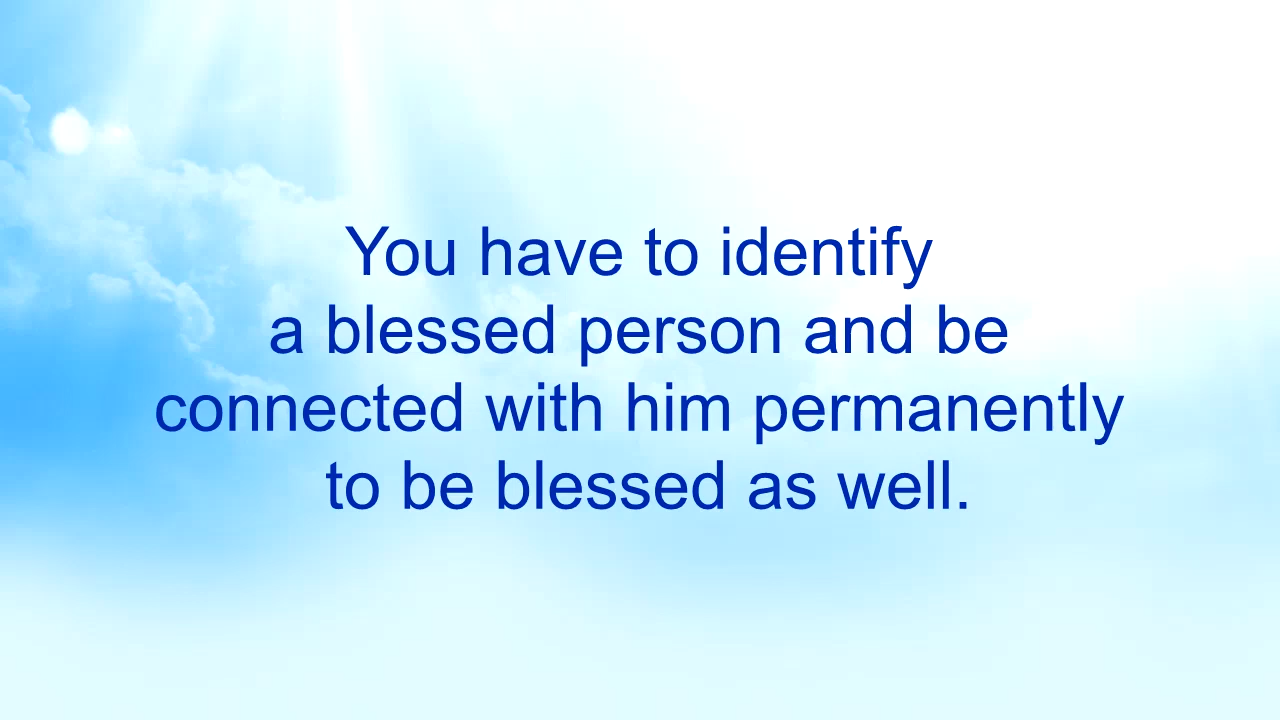 You have to identify
a blessed person and be
connected with him permanently
to be blessed as well.